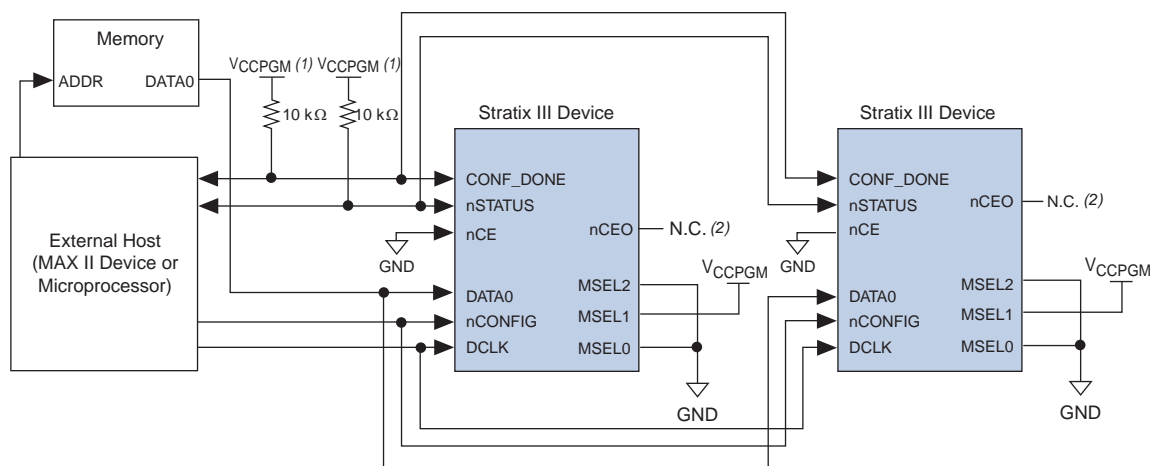 Memory
ADDR DATA0
VCCPGM (1) VCCPGM (1)
10 kΩ 10 kΩ
External Host
(MAX II Device or
Microprocessor)
Stratix III Device
CONF_DONE
nSTATUS
nCE
DATA0
nCONFIG
DCLK
nCEO
MSEL2
MSEL1
MSEL0
GND
N.C. (2)
VCCPGM
GND
Stratix III Device
CONF_DONE
nSTATUS
nCE
DATA0
nCONFIG
DCLK
nCEO
MSEL2
MSEL1
MSEL0
GND
N.C. (2)
VCCPGM
GND